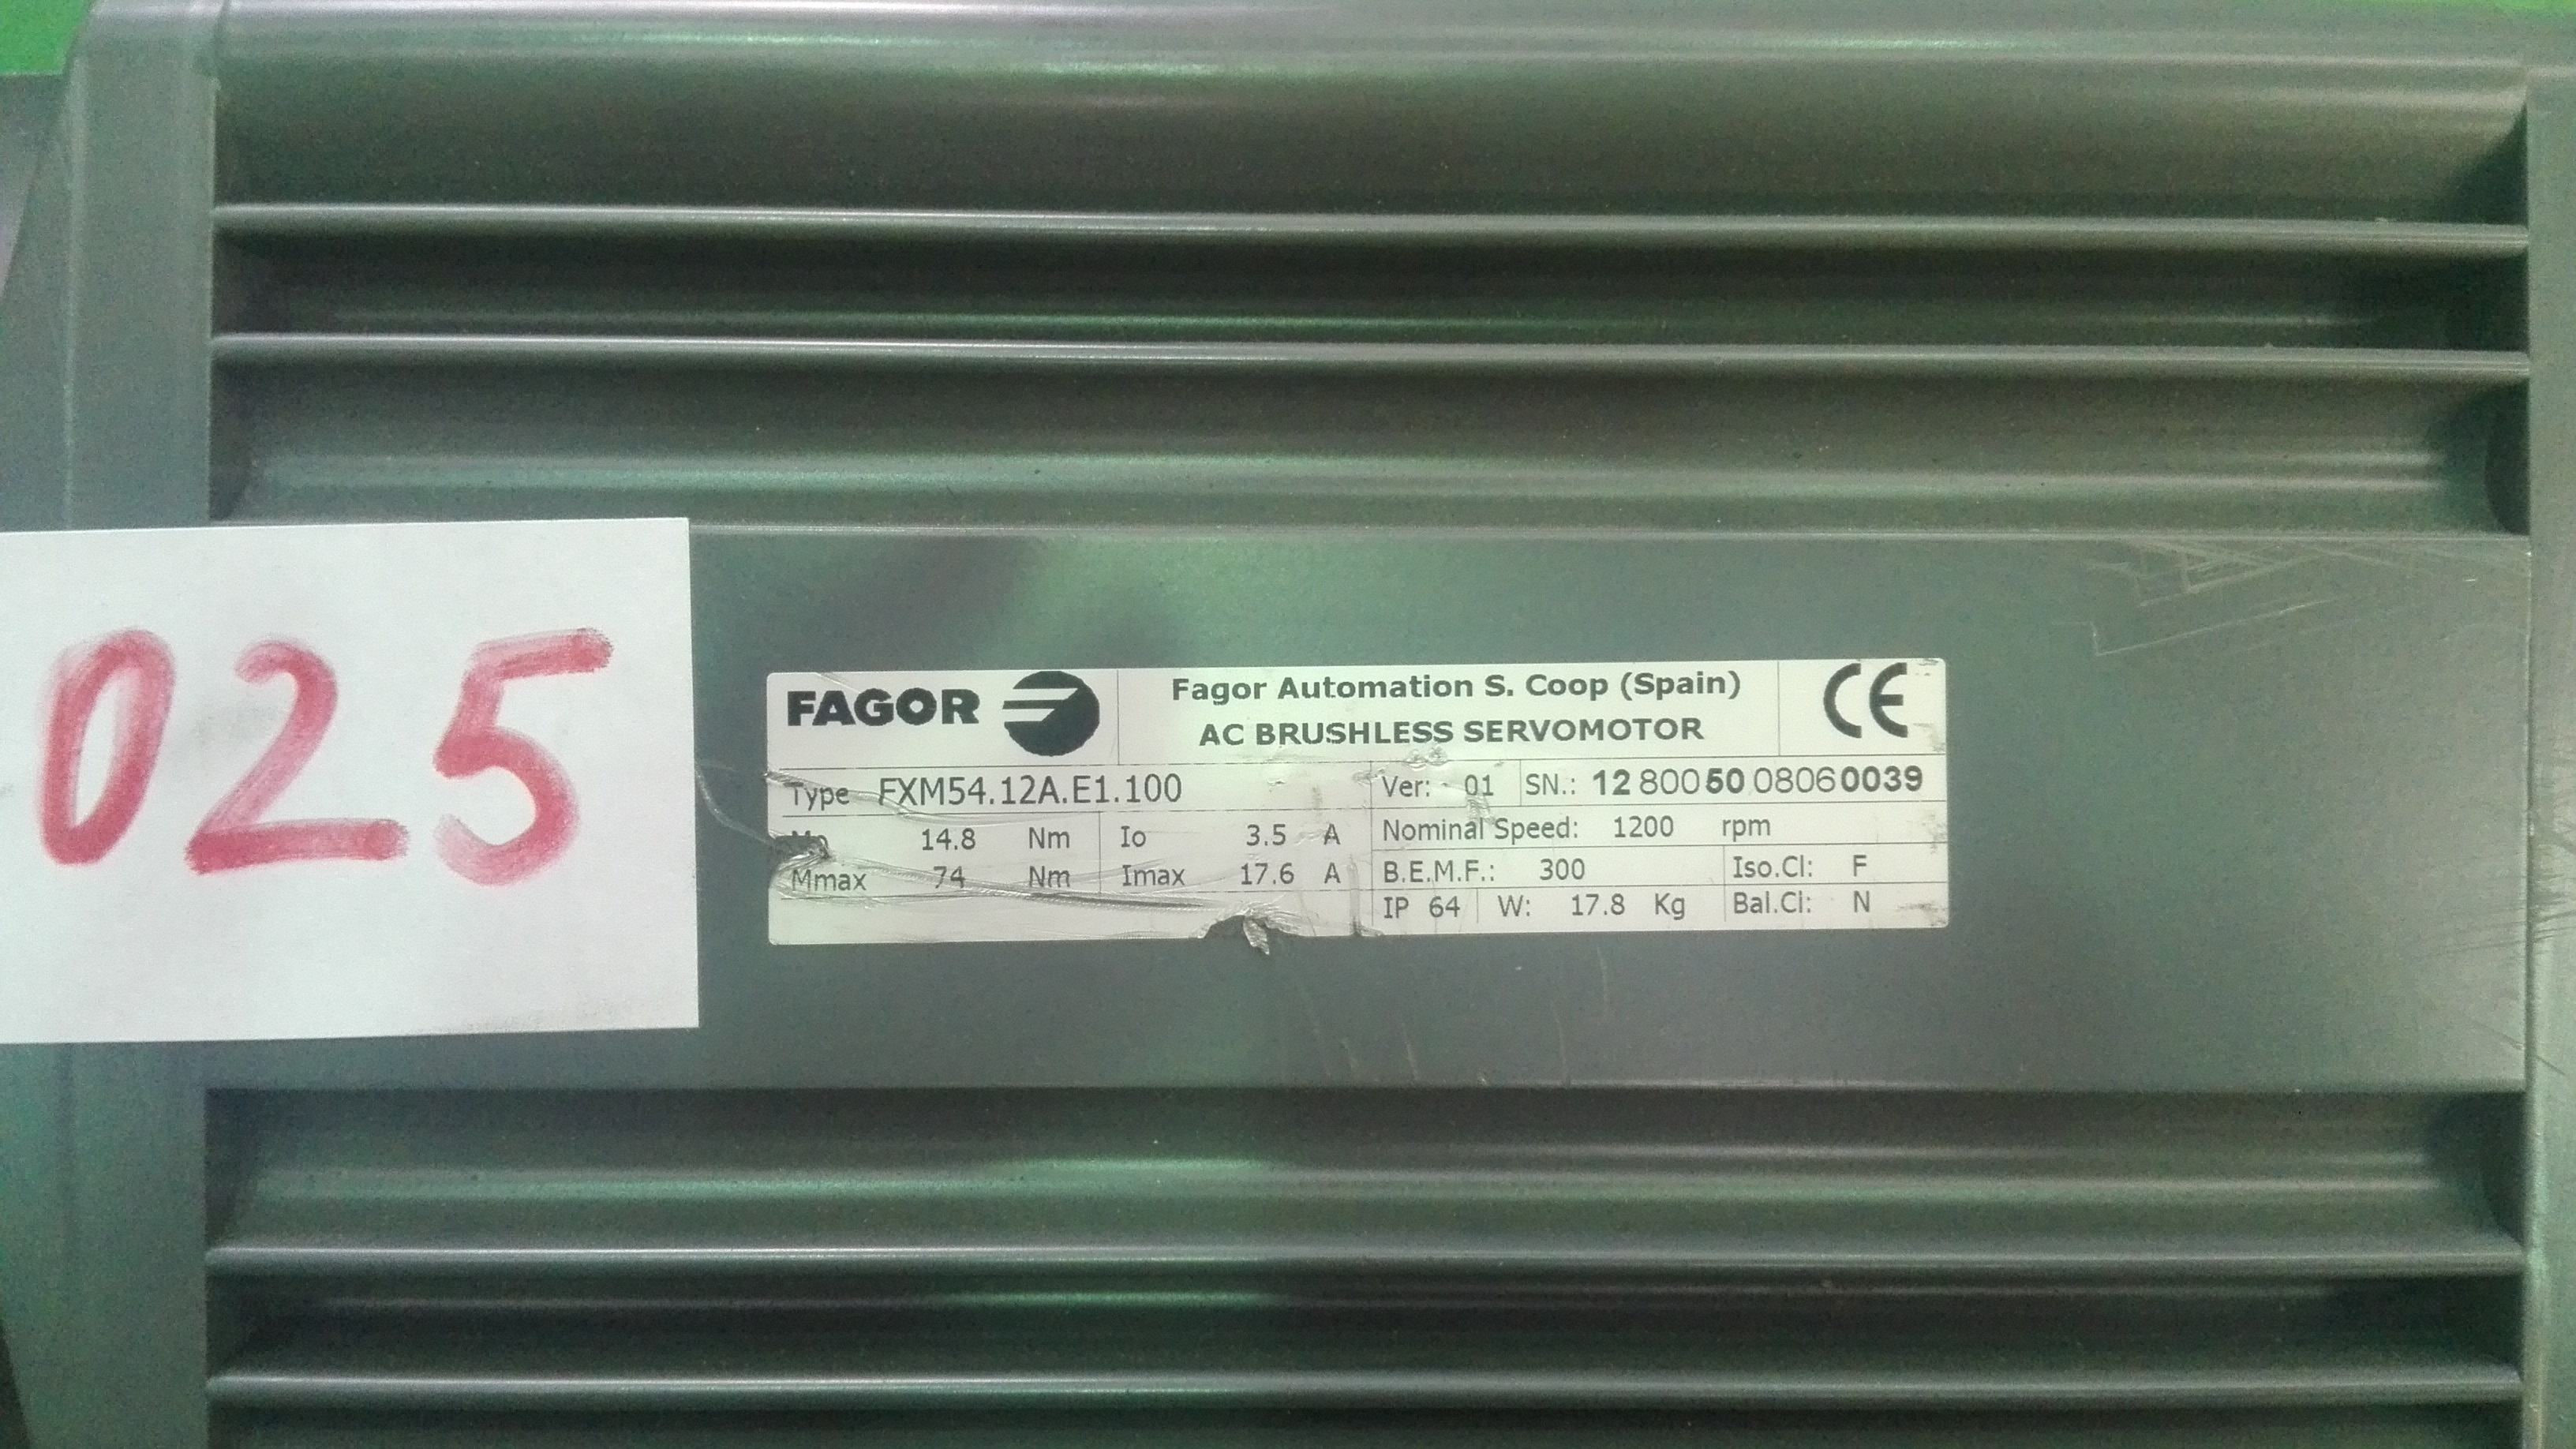 025
FAGOR
Fagor Automation S. Coop (Spain)
AC BRUSHLESS SERVOMOTOR
CE
Type FXM54.12A.E1.100
Ver: 01 SN.: 12 800 50 0806 0039
14.8 Nm Io 3.5 A
Nominal Speed: 1200 rpm
Mmax 74 Nm Imax 17.6 A
B.E.M.F.: 300 Iso.Cl: F
IP 64 W: 17.8 Kg Bal.Cl: N